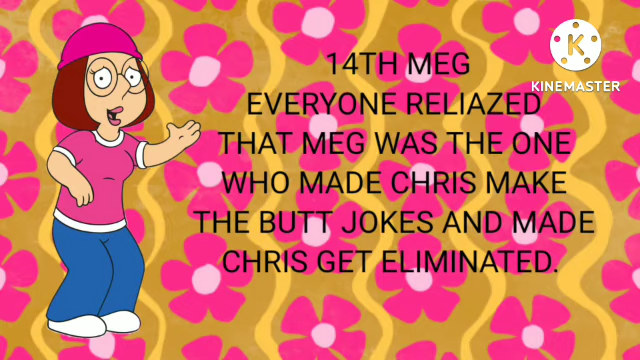 14TH MEG
EVERYONE RELIAZED
THAT MEG WAS THE ONE
WHO MADE CHRIS MAKE
THE BUTT JOKES AND MADE
CHRIS GET ELIMINATED.
K
KINEMASTER